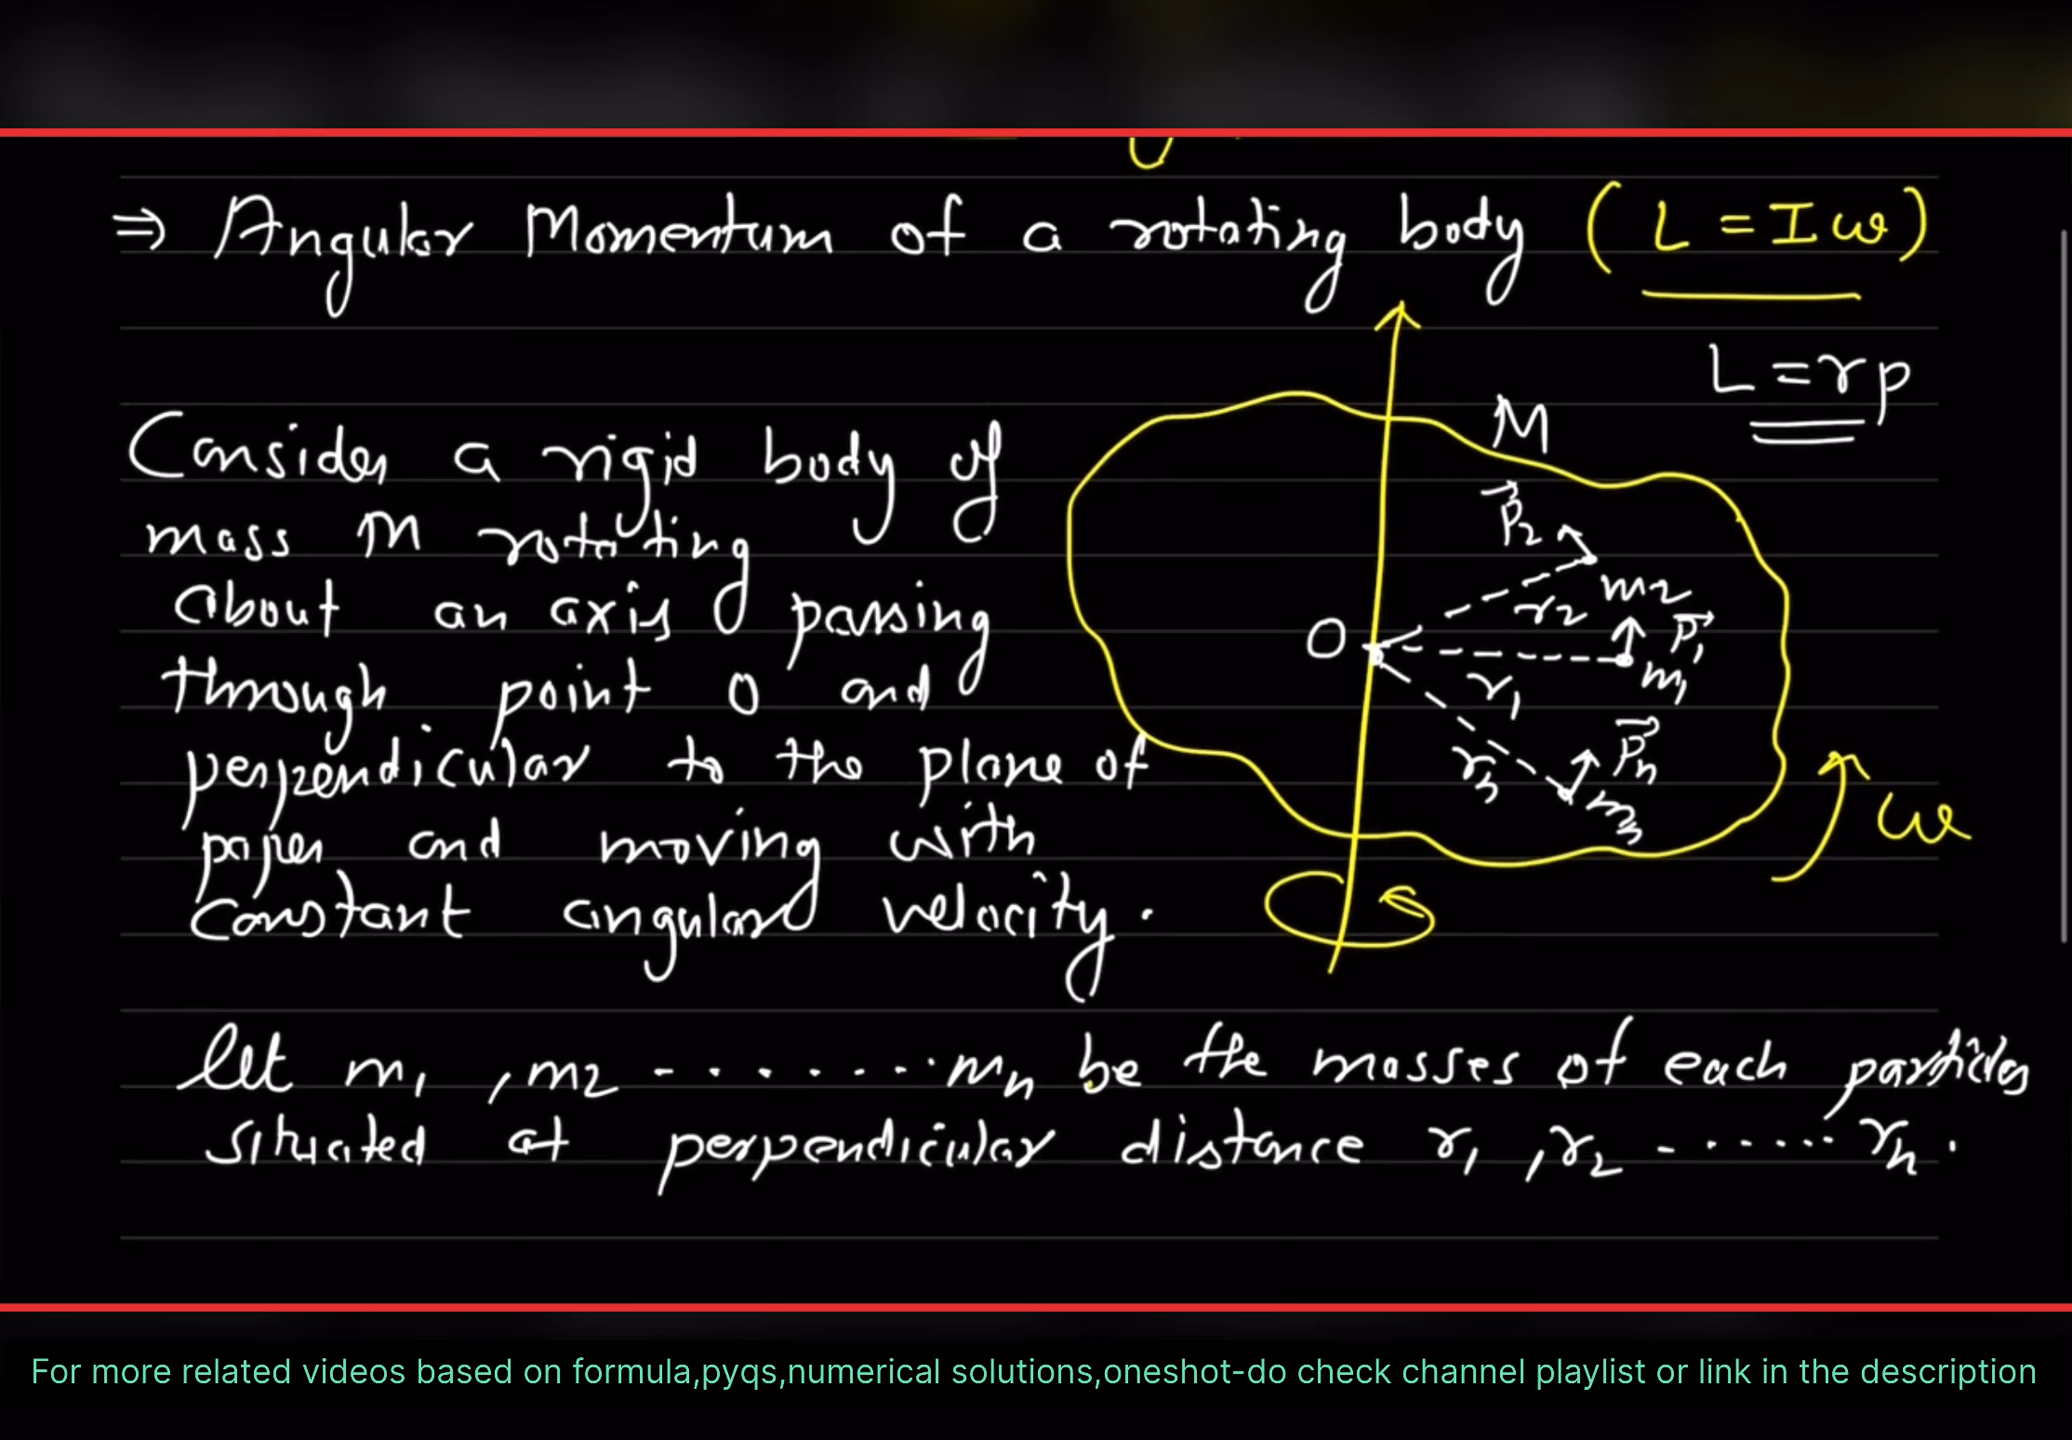 ⇒ Angular Momentum of a rotating body ( L = I ω )
L = r p
Consider a rigid body of
mass M rotating
about an axis passing
through point O and
perpendicular to the plane of
paper and moving with
constant angular velocity.
M
P⃗2
m2
r2
O
P⃗1
m1
r1
P⃗n
r3
m3
ω
let m1 , m2 - . . . . . . . mn be the masses of each particles
situated at perpendicular distance r1 , r2 - . . . . . . rn .
For more related videos based on formula,pyqs,numerical solutions,oneshot-do check channel playlist or link in the description